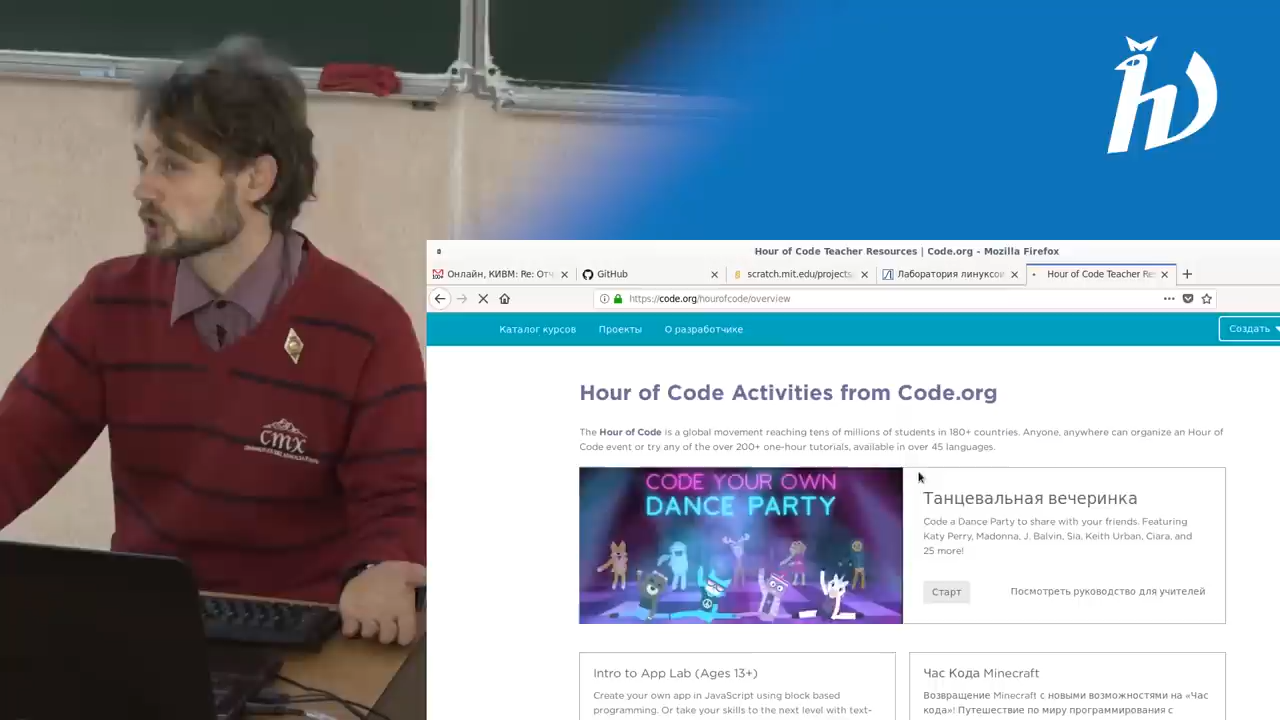 Hour of Code Teacher Resources | Code.org - Mozilla Firefox
Онлайн, КИВМ: Re: Отч
GitHub
scratch.mit.edu/projects
Лаборатория линуксои
Hour of Code Teacher Re
https://code.org/hourofcode/overview
Каталог курсов
Проекты
О разработчике
Создать
Hour of Code Activities from Code.org
The Hour of Code is a global movement reaching tens of millions of students in 180+ countries. Anyone, anywhere can organize an Hour of
Code event or try any of the over 200+ one-hour tutorials, available in over 45 languages.
CODE YOUR OWN
DANCE PARTY
Танцевальная вечеринка
Code a Dance Party to share with your friends. Featuring
Katy Perry, Madonna, J. Balvin, Sia, Keith Urban, Ciara, and
25 more!
Старт
Посмотреть руководство для учителей
Intro to App Lab (Ages 13+)
Create your own app in JavaScript using block based
programming. Or take your skills to the next level with text-
Час Кода Minecraft
Возвращение Minecraft с новыми возможностями на «Час
кода»! Путешествие по миру программирования с
cmx